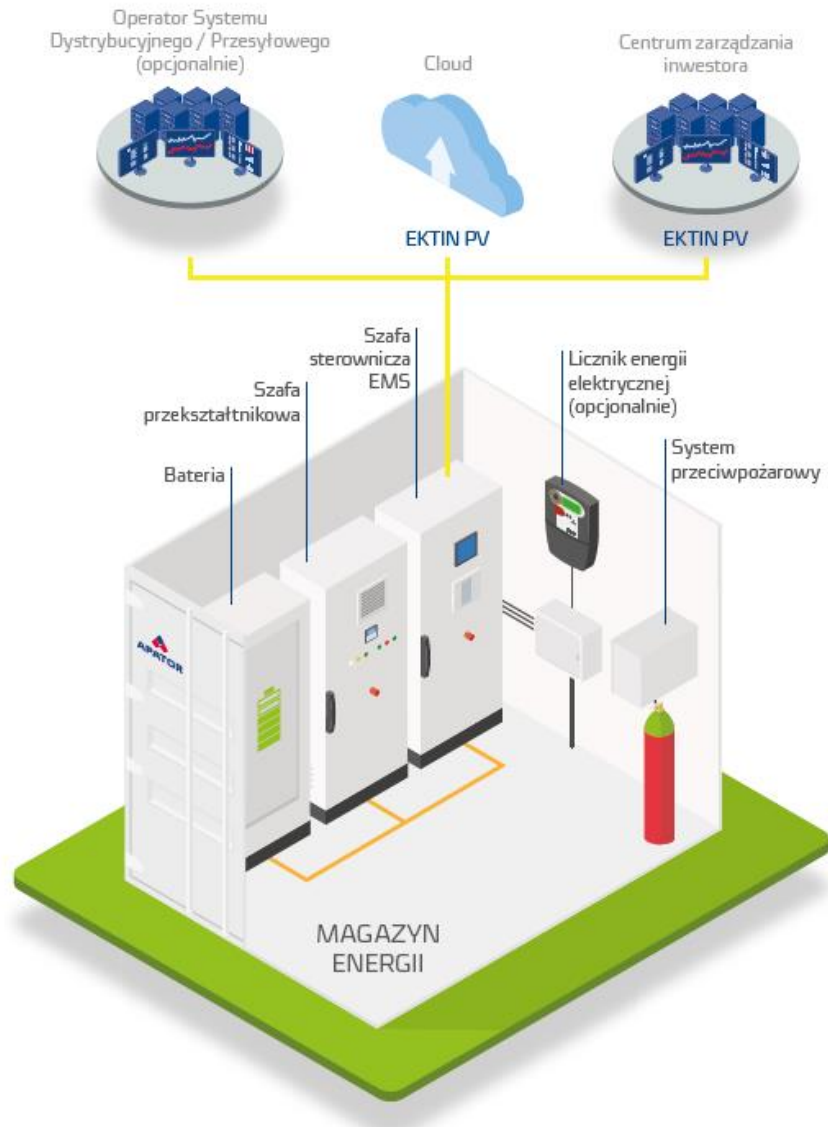 Operator Systemu
Dystrybucyjnego / Przesyłowego
(opcjonalnie)
Cloud
Centrum zarządzania
inwestora
EKTIN PV
EKTIN PV
Szafa
sterownicza
EMS
Szafa
przekształtnikowa
Bateria
Licznik energii
elektrycznej
(opcjonalnie)
System
przeciwpożarowy
APATOR
MAGAZYN
ENERGII